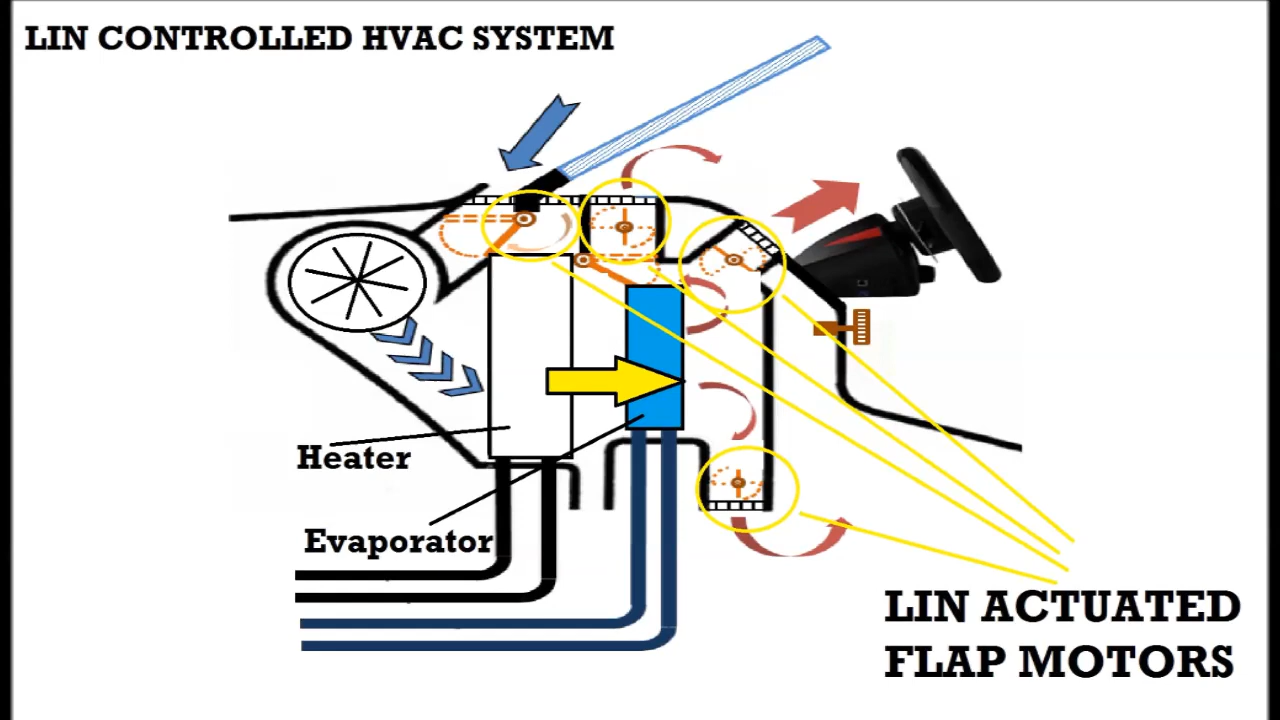 LIN CONTROLLED HVAC SYSTEM
Heater
Evaporator
LIN ACTUATED
FLAP MOTORS